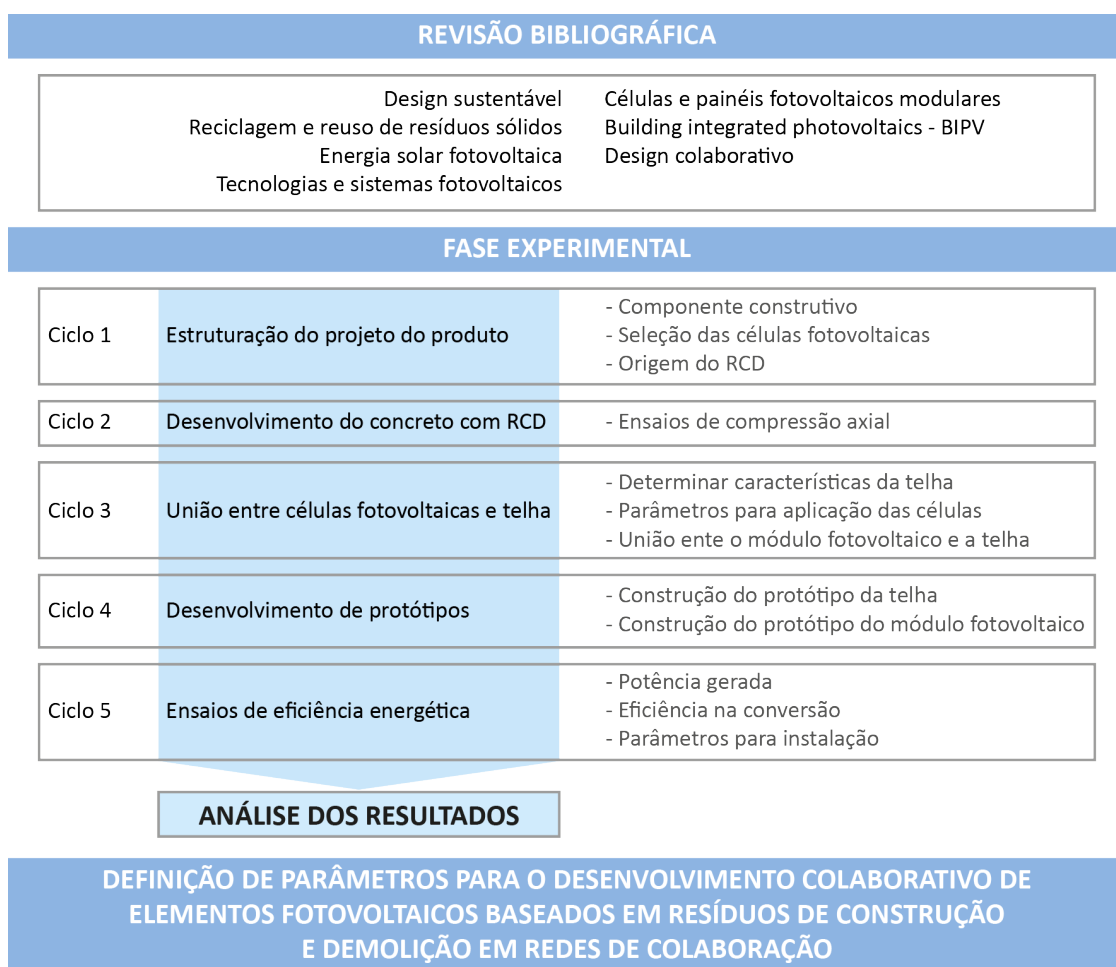 REVISÃO BIBLIOGRÁFICA
Design sustentável
Reciclagem e reuso de resíduos sólidos
Energia solar fotovoltaica
Tecnologias e sistemas fotovoltaicos
Células e painéis fotovoltaicos modulares
Building integrated photovoltaics - BIPV
Design colaborativo
FASE EXPERIMENTAL
Ciclo 1
Estruturação do projeto do produto
- Componente construtivo
- Seleção das células fotovoltaicas
- Origem do RCD
Ciclo 2
Desenvolvimento do concreto com RCD
- Ensaios de compressão axial
Ciclo 3
União entre células fotovoltaicas e telha
- Determinar características da telha
- Parâmetros para aplicação das células
- União ente o módulo fotovoltaico e a telha
Ciclo 4
Desenvolvimento de protótipos
- Construção do protótipo da telha
- Construção do protótipo do módulo fotovoltaico
Ciclo 5
Ensaios de eficiência energética
- Potência gerada
- Eficiência na conversão
- Parâmetros para instalação
ANÁLISE DOS RESULTADOS
DEFINIÇÃO DE PARÂMETROS PARA O DESENVOLVIMENTO COLABORATIVO DE
ELEMENTOS FOTOVOLTAICOS BASEADOS EM RESÍDUOS DE CONSTRUÇÃO
E DEMOLIÇÃO EM REDES DE COLABORAÇÃO